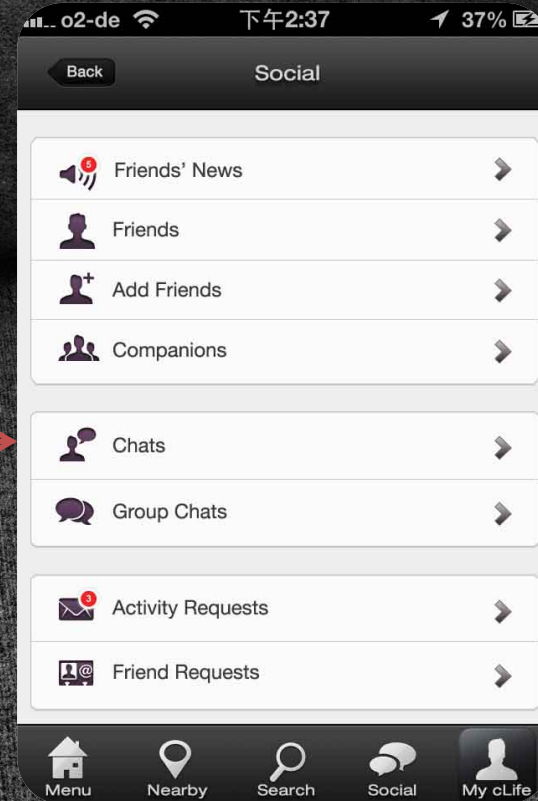 o2-de 下午2:37 37%
Back Social
5
Friends' News
Friends
Add Friends
Companions
Chats
Group Chats
3
Activity Requests
Friend Requests
@
Menu Nearby Search Social My cLife